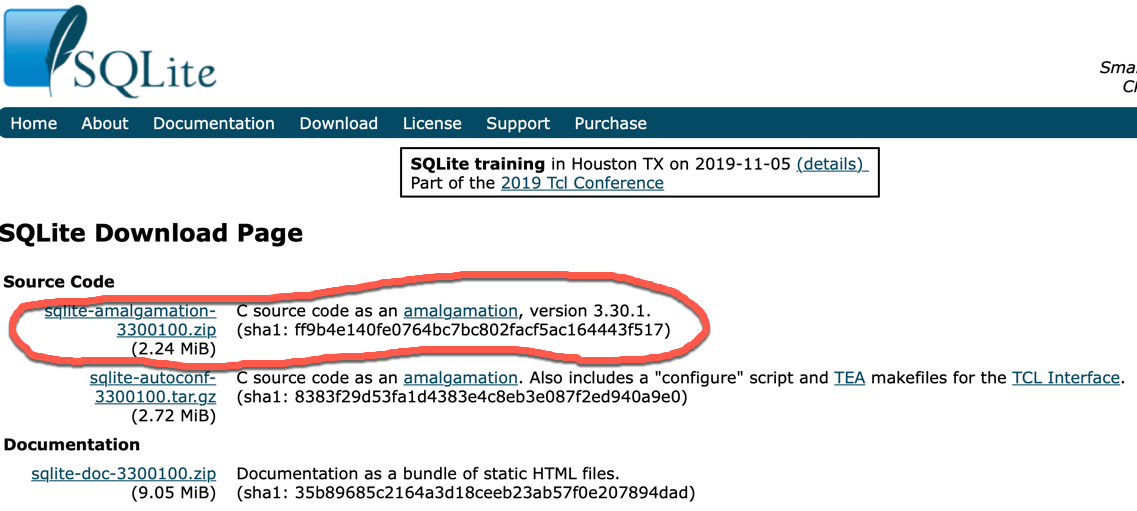 SQLite
Smal
Ch
Home About Documentation Download License Support Purchase
SQLite training in Houston TX on 2019-11-05 (details)
Part of the 2019 Tcl Conference
SQLite Download Page
Source Code
sqlite-amalgamation-
3300100.zip
(2.24 MiB)
C source code as an amalgamation, version 3.30.1.
(sha1: ff9b4e140fe0764bc7bc802facf5ac164443f517)
sqlite-autoconf-
3300100.tar.gz
(2.72 MiB)
C source code as an amalgamation. Also includes a "configure" script and TEA makefiles for the TCL Interface.
(sha1: 8383f29d53fa1d4383e4c8eb3e087f2ed940a9e0)
Documentation
sqlite-doc-3300100.zip
(9.05 MiB)
Documentation as a bundle of static HTML files.
(sha1: 35b89685c2164a3d18ceeb23ab57f0e207894dad)